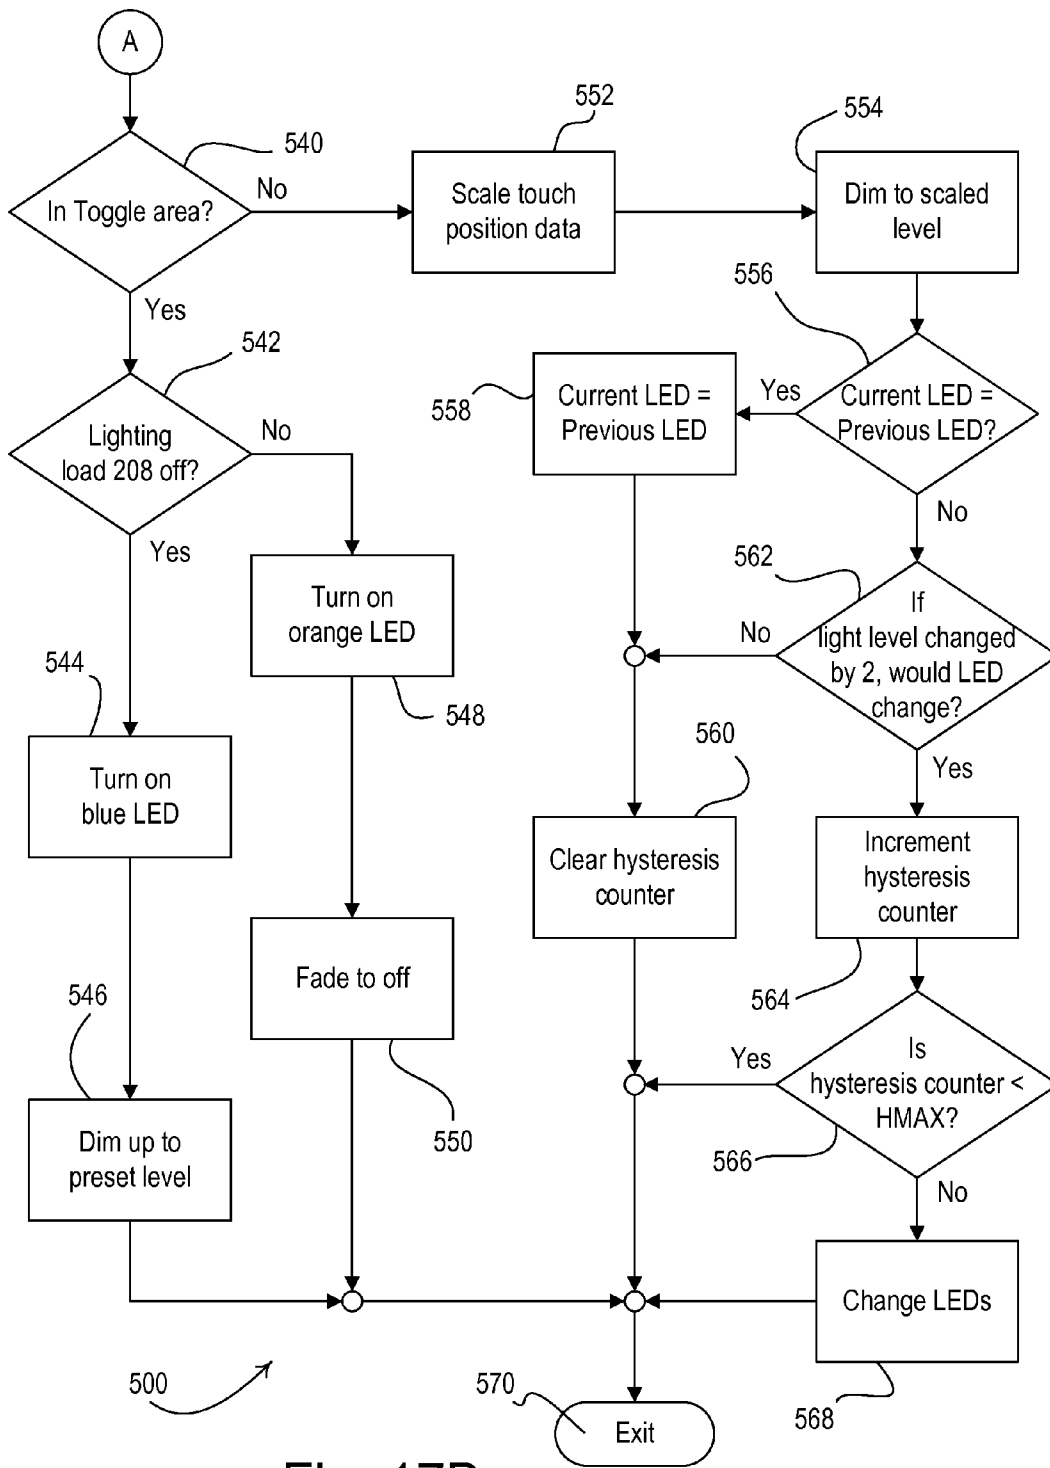 A
540
In Toggle area?
No
Yes
552
Scale touch
position data
554
Dim to scaled
level
542
Lighting
load 208 off?
No
Yes
556
Current LED =
Previous LED?
Yes
No
558
Current LED =
Previous LED
544
Turn on
blue LED
Turn on
orange LED
548
562
If
light level changed
by 2, would LED
change?
No
Yes
560
Clear hysteresis
counter
Increment
hysteresis
counter
564
546
Dim up to
preset level
Fade to off
550
Is
hysteresis counter <
HMAX?
Yes
566
No
Change LEDs
568
500
570
Exit